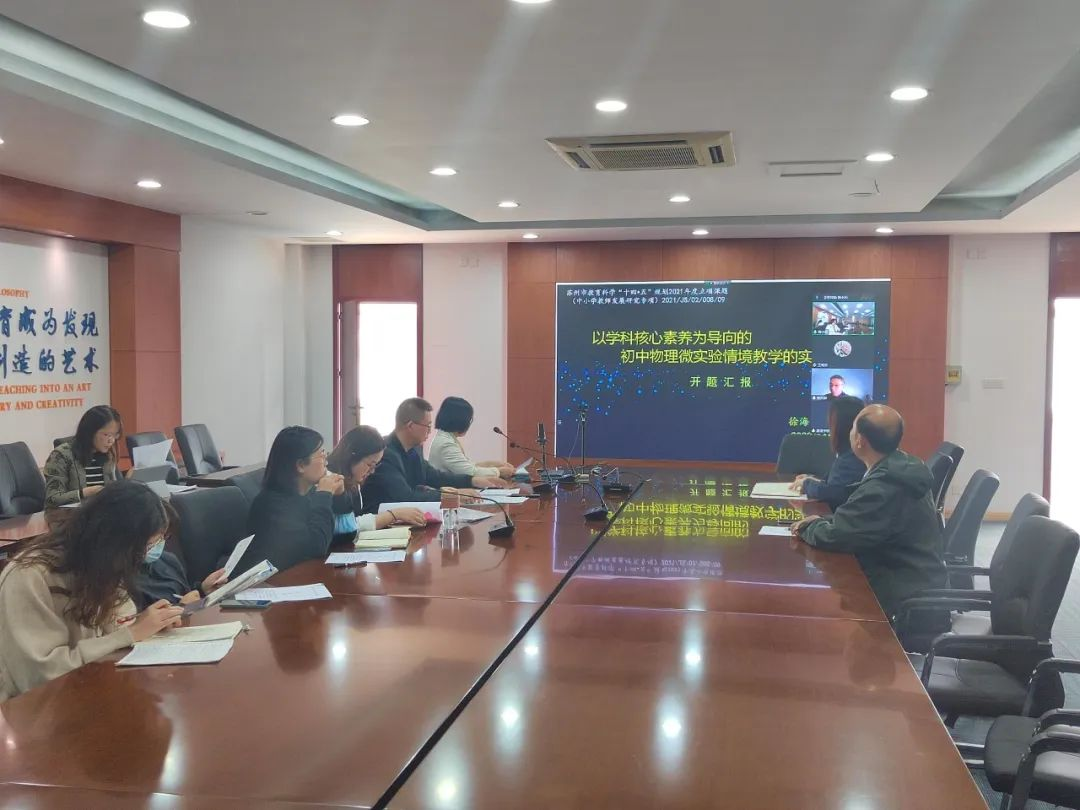 LOSOPHY
育成为发现
创造的艺术
EACHING INTO AN ART
RY AND CREATIVITY
苏州市教育科学“十四•五”规划2021年度立项课题
（中小学教师发展研究专项）2021/JS/02/008/09
以学科核心素养为导向的
初中物理微实验情境教学的实
开题汇报
徐海